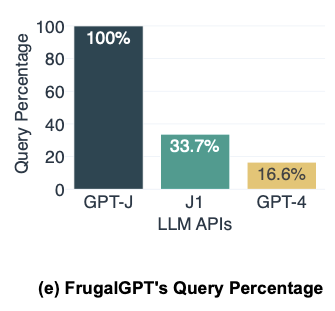 Query Percentage
100
80
60
40
20
0
100%
33.7%
16.6%
GPT-J
J1
GPT-4
LLM APIs
(e) FrugalGPT's Query Percentage